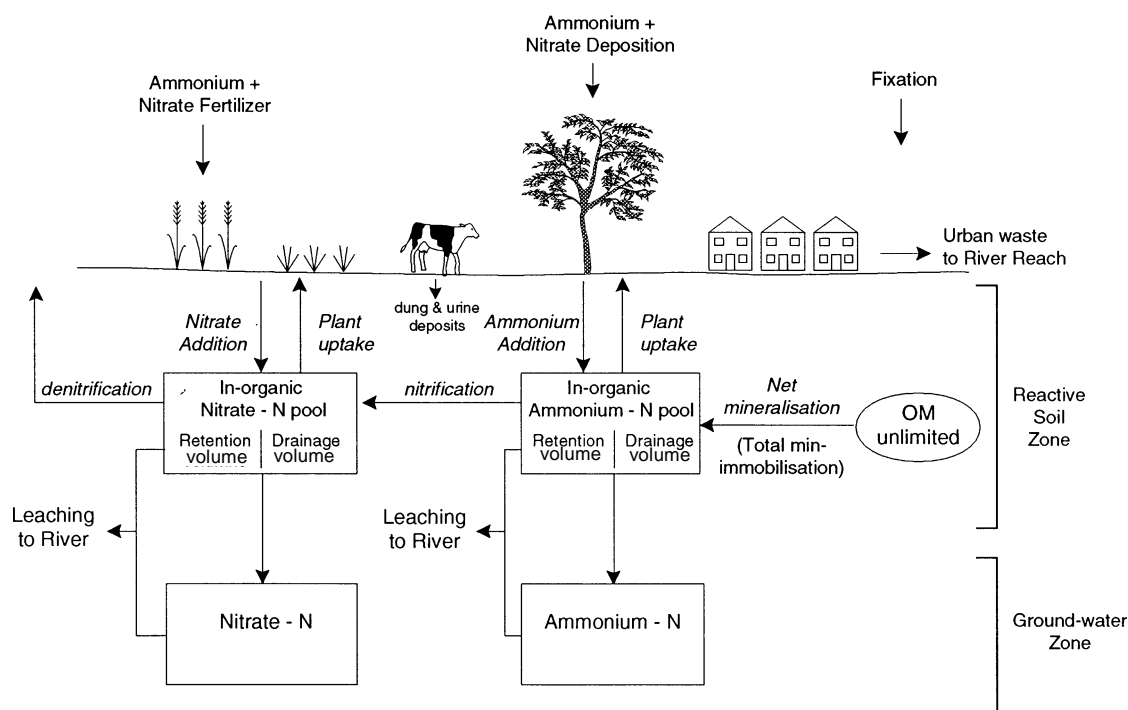 Ammonium +
Nitrate Deposition
Ammonium +
Nitrate Fertilizer
Fixation
Urban waste
to River Reach
dung & urine
deposits
Nitrate
Addition
Plant
uptake
Ammonium
Addition
Plant
uptake
denitrification
In-organic
Nitrate - N pool
Retention
volume
Drainage
volume
nitrification
In-organic
Ammonium - N pool
Retention
volume
Drainage
volume
Net
mineralisation
(Total min-
immobilisation)
OM
unlimited
Reactive
Soil
Zone
Leaching
to River
Leaching
to River
Nitrate - N
Ammonium - N
Ground-water
Zone